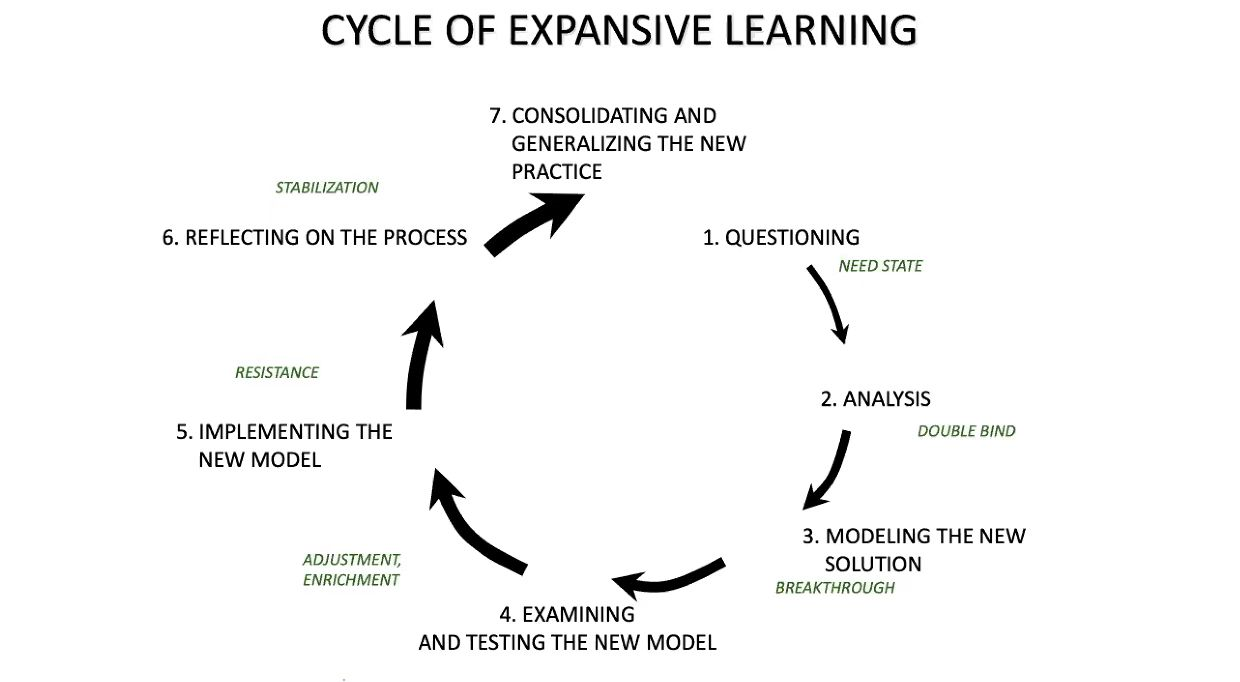 CYCLE OF EXPANSIVE LEARNING
7. CONSOLIDATING AND
GENERALIZING THE NEW
PRACTICE
STABILIZATION
6. REFLECTING ON THE PROCESS
1. QUESTIONING
NEED STATE
RESISTANCE
2. ANALYSIS
DOUBLE BIND
5. IMPLEMENTING THE
NEW MODEL
3. MODELING THE NEW
SOLUTION
BREAKTHROUGH
ADJUSTMENT,
ENRICHMENT
4. EXAMINING
AND TESTING THE NEW MODEL